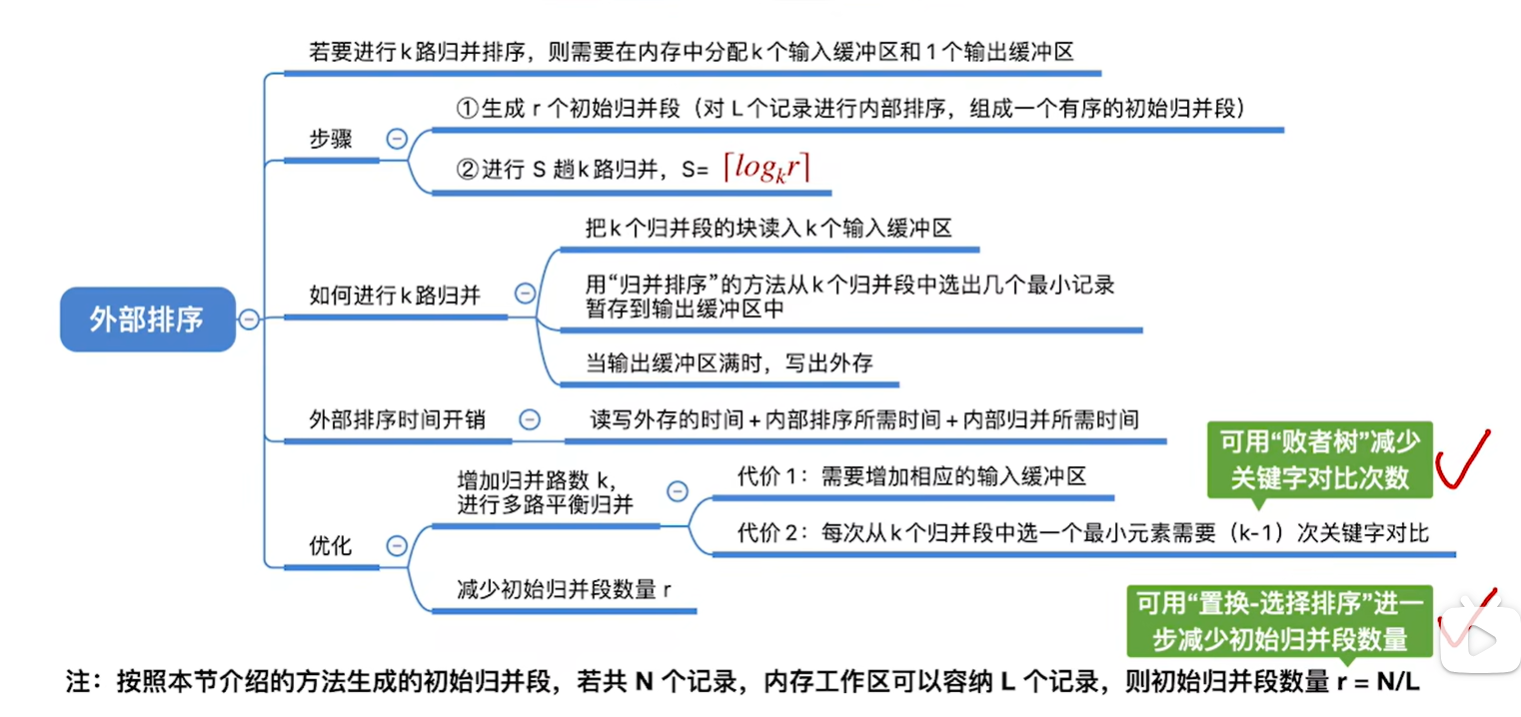 若要进行k路归并排序，则需要在内存中分配k个输入缓冲区和1个输出缓冲区
步骤
①生成 r 个初始归并段（对 L个记录进行内部排序，组成一个有序的初始归并段）
②进行 S 趟k路归并，S= ⌈logₖr⌉
如何进行k路归并
把k个归并段的块读入k个输入缓冲区
用“归并排序”的方法从k个归并段中选出几个最小记录
暂存到输出缓冲区中
当输出缓冲区满时，写出外存
外部排序
外部排序时间开销
读写外存的时间+内部排序所需时间+内部归并所需时间
优化
增加归并路数 k，
进行多路平衡归并
代价1：需要增加相应的输入缓冲区
代价2：每次从k个归并段中选一个最小元素需要（k-1）次关键字对比
可用“败者树”减少
关键字对比次数
减少初始归并段数量 r
可用“置换-选择排序”进一
步减少初始归并段数量
注：按照本节介绍的方法生成的初始归并段，若共 N 个记录，内存工作区可以容纳 L 个记录，则初始归并段数量 r = N/L